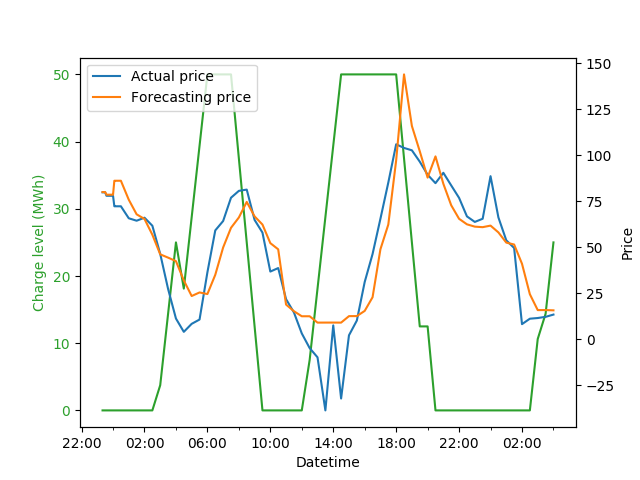 Actual price
Forecasting price
50
40
30
20
10
0
Charge level (MWh)
150
125
100
75
50
25
0
−25
Price
22:00 02:00 06:00 10:00 14:00 18:00 22:00 02:00
Datetime